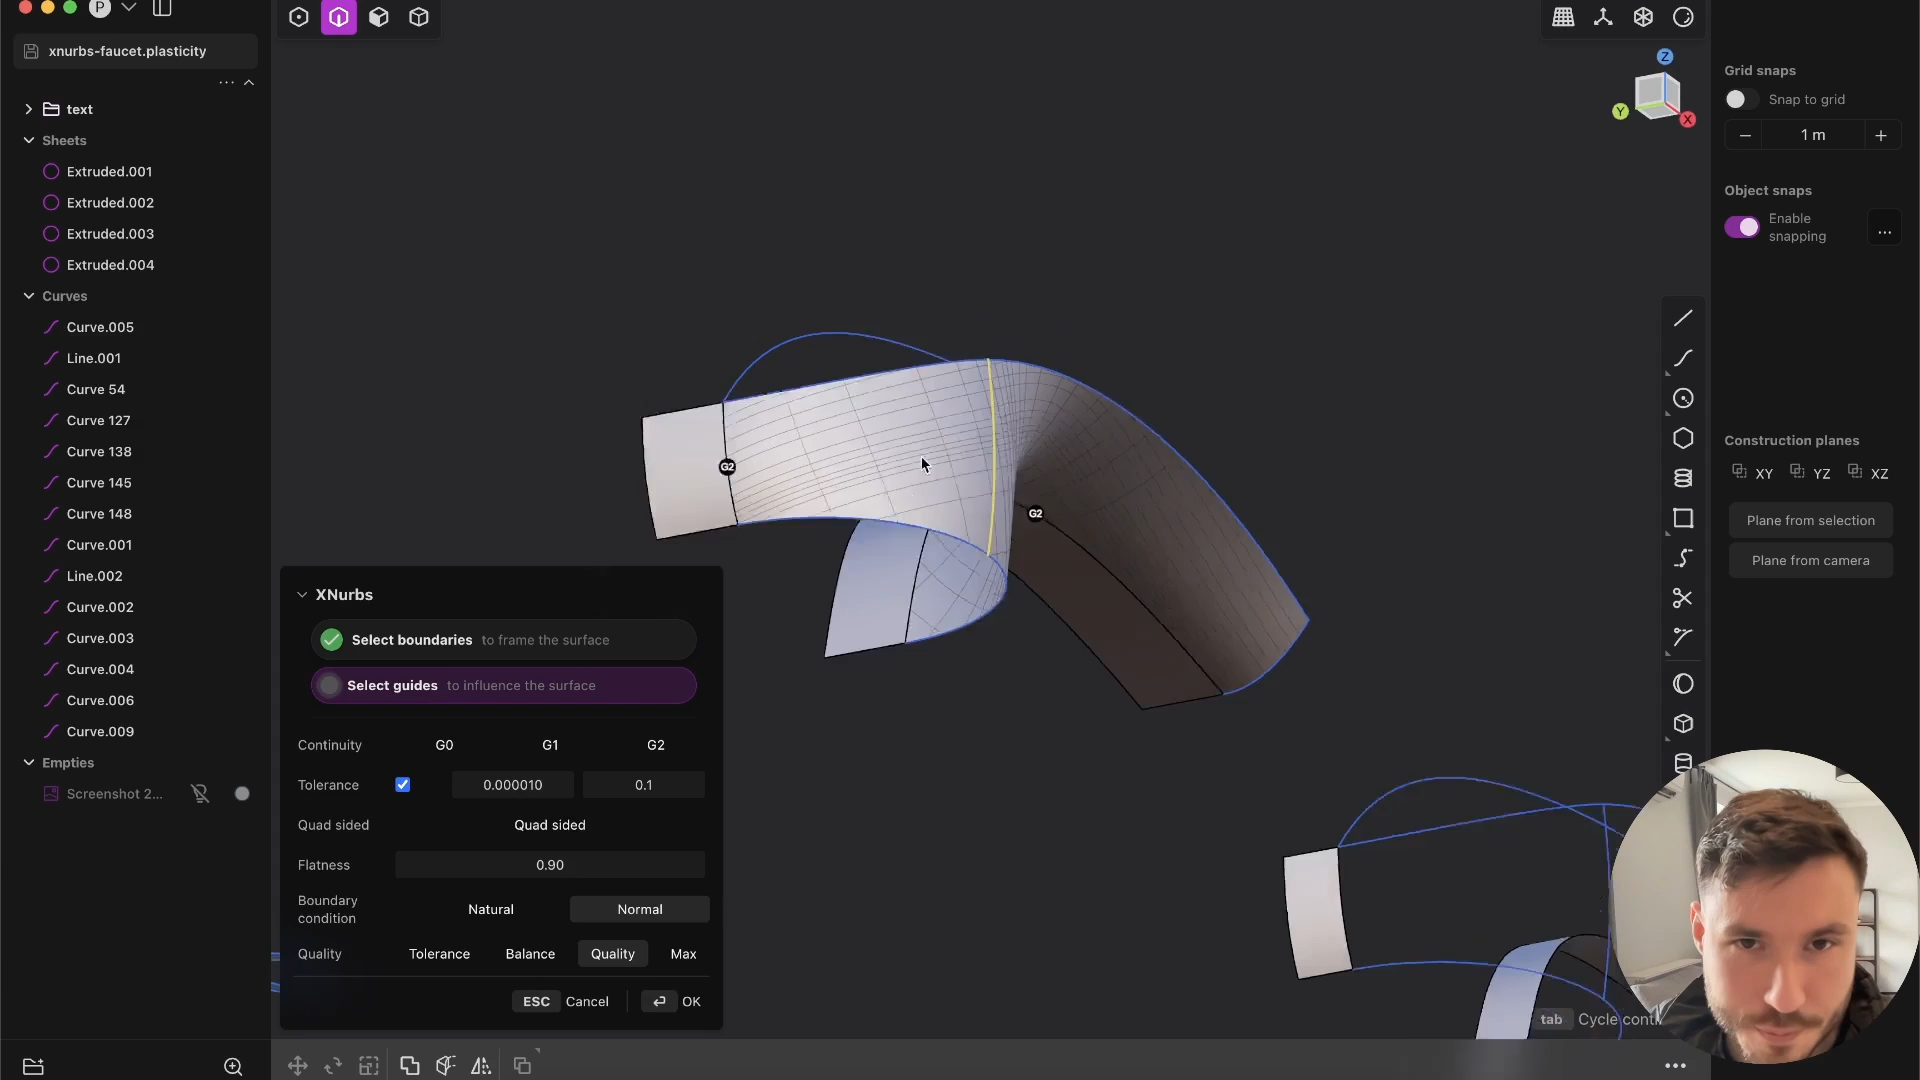 P
xnurbs-faucet.plasticity
text
Sheets
Extruded.001
Extruded.002
Extruded.003
Extruded.004
Curves
Curve.005
Line.001
Curve 54
Curve 127
Curve 138
Curve 145
Curve 148
Curve.001
Line.002
Curve.002
Curve.003
Curve.004
Curve.006
Curve.009
Empties
Screenshot 2...
G2
G2
XNurbs
Select boundaries to frame the surface
Select guides to influence the surface
Continuity G0 G1 G2
Tolerance 0.000010 0.1
Quad sided Quad sided
Flatness 0.90
Boundary condition Natural Normal
Quality Tolerance Balance Quality Max
ESC Cancel OK
Z
Y
X
Grid snaps
Snap to grid
1 m
Object snaps
Enable snapping
Construction planes
XY YZ XZ
Plane from selection
Plane from camera
tab